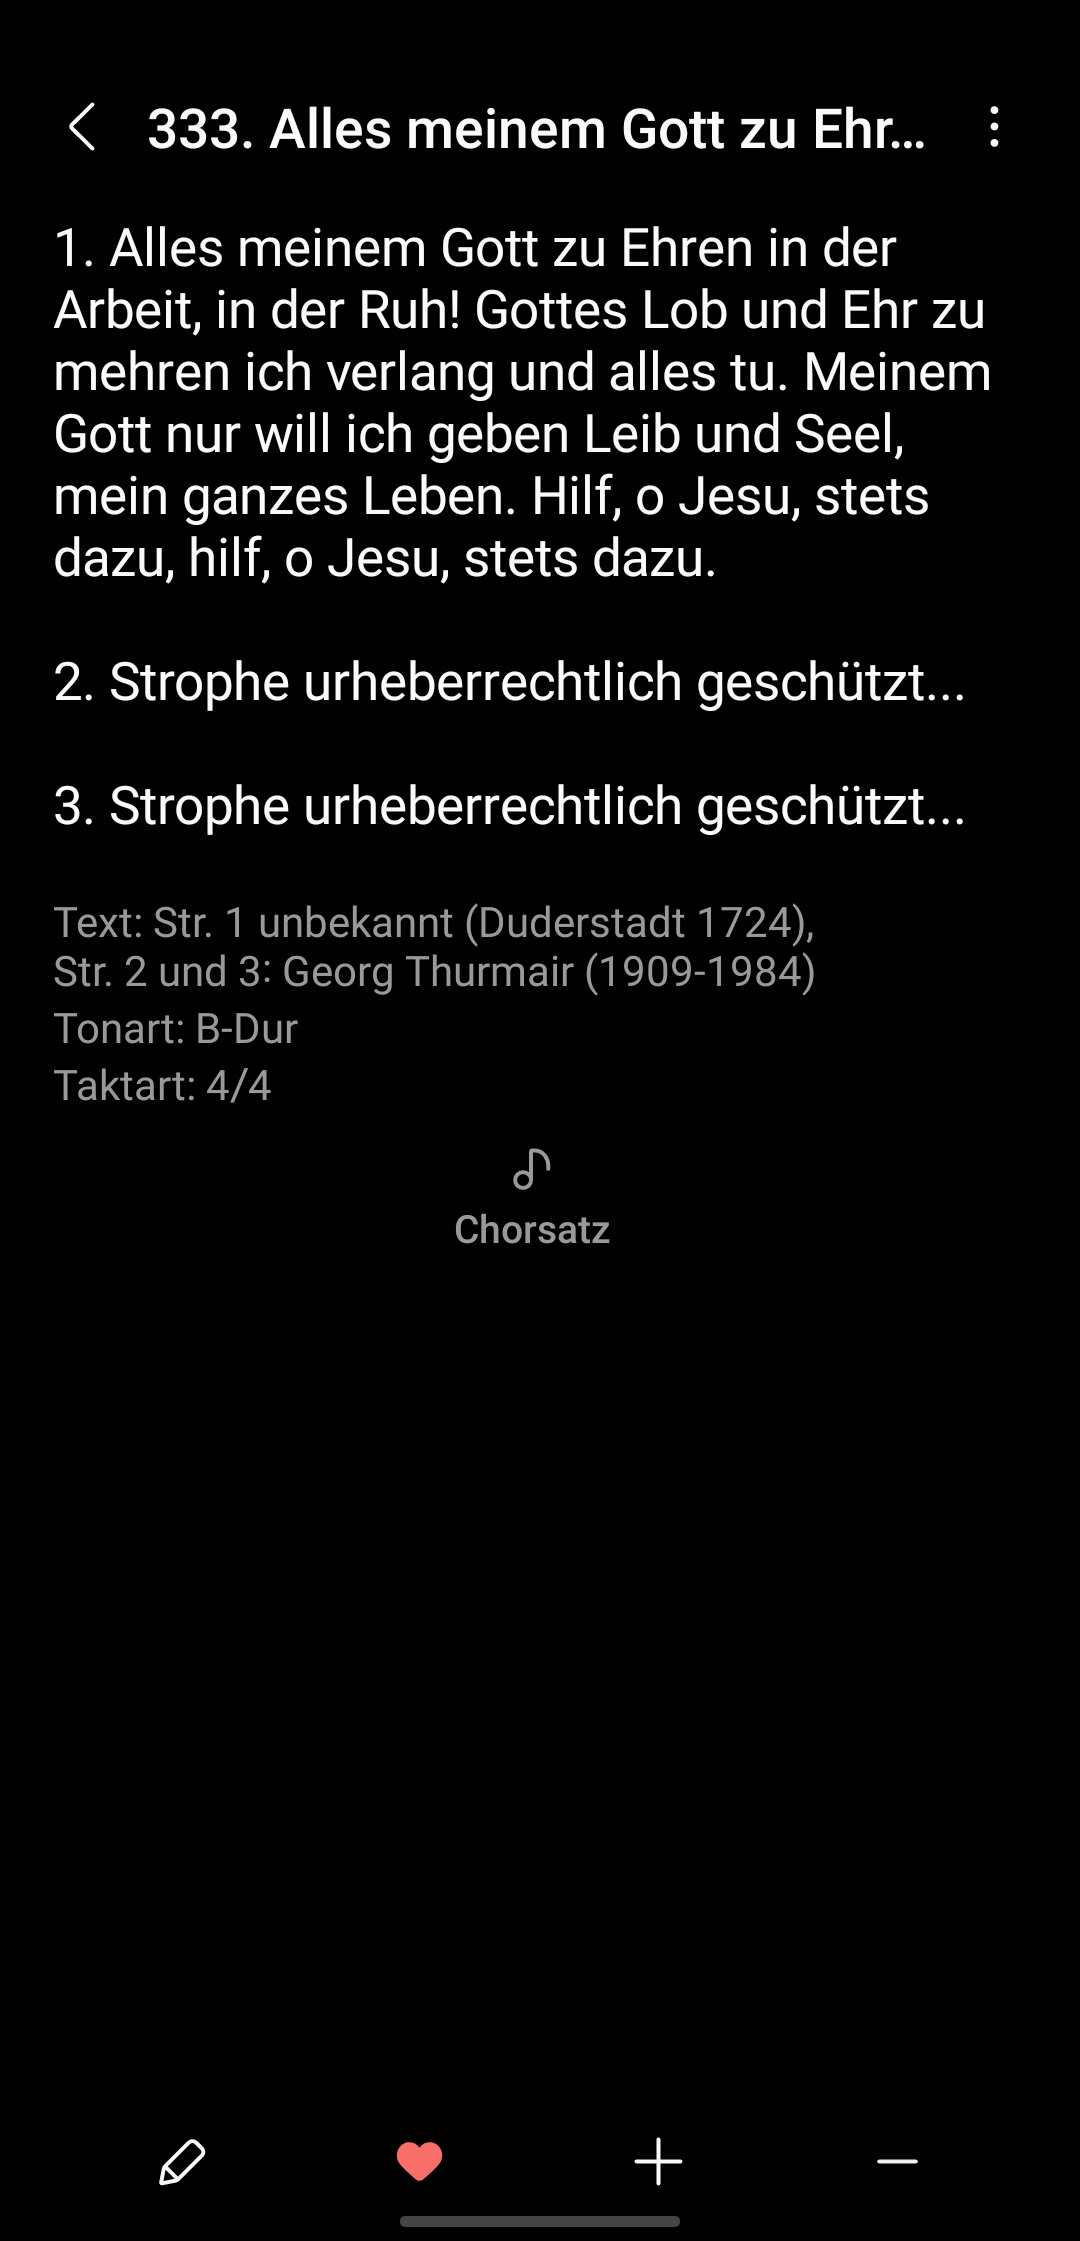 333. Alles meinem Gott zu Ehr...
1. Alles meinem Gott zu Ehren in der
Arbeit, in der Ruh! Gottes Lob und Ehr zu
mehren ich verlang und alles tu. Meinem
Gott nur will ich geben Leib und Seel,
mein ganzes Leben. Hilf, o Jesu, stets
dazu, hilf, o Jesu, stets dazu.
2. Strophe urheberrechtlich geschützt...
3. Strophe urheberrechtlich geschützt...
Text: Str. 1 unbekannt (Duderstadt 1724),
Str. 2 und 3: Georg Thurmair (1909-1984)
Tonart: B-Dur
Taktart: 4/4
Chorsatz